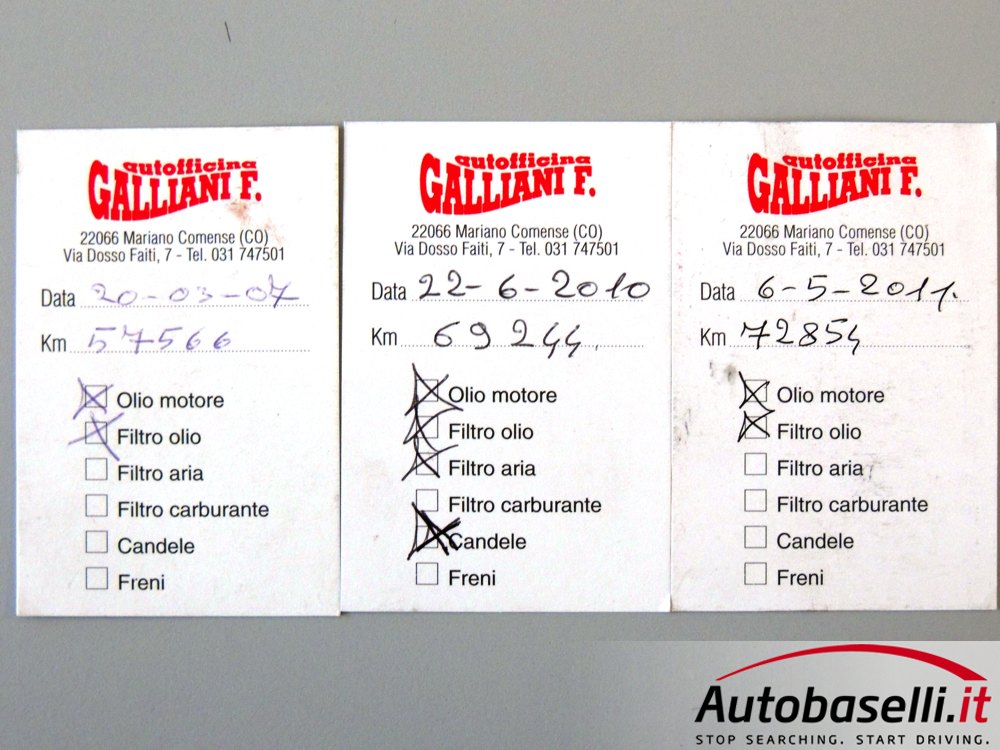 autofficina
GALLIANI F.
22066 Mariano Comense (CO)
Via Dosso Faiti, 7 - Tel. 031 747501
Data 20-03-07
Km 57566
Olio motore
Filtro olio
Filtro aria
Filtro carburante
Candele
Freni
autofficina
GALLIANI F.
22066 Mariano Comense (CO)
Via Dosso Faiti, 7 - Tel. 031 747501
Data 22-6-2010
Km 69244
Olio motore
Filtro olio
Filtro aria
Filtro carburante
Candele
Freni
autofficina
GALLIANI F.
22066 Mariano Comense (CO)
Via Dosso Faiti, 7 - Tel. 031 747501
Data 6-5-2011.
Km 72854
Olio motore
Filtro olio
Filtro aria
Filtro carburante
Candele
Freni
Autobaselli.it
STOP SEARCHING. START DRIVING.